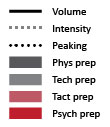 Volume
Intensity
Peaking
Phys prep
Tech prep
Tact prep
Psych prep